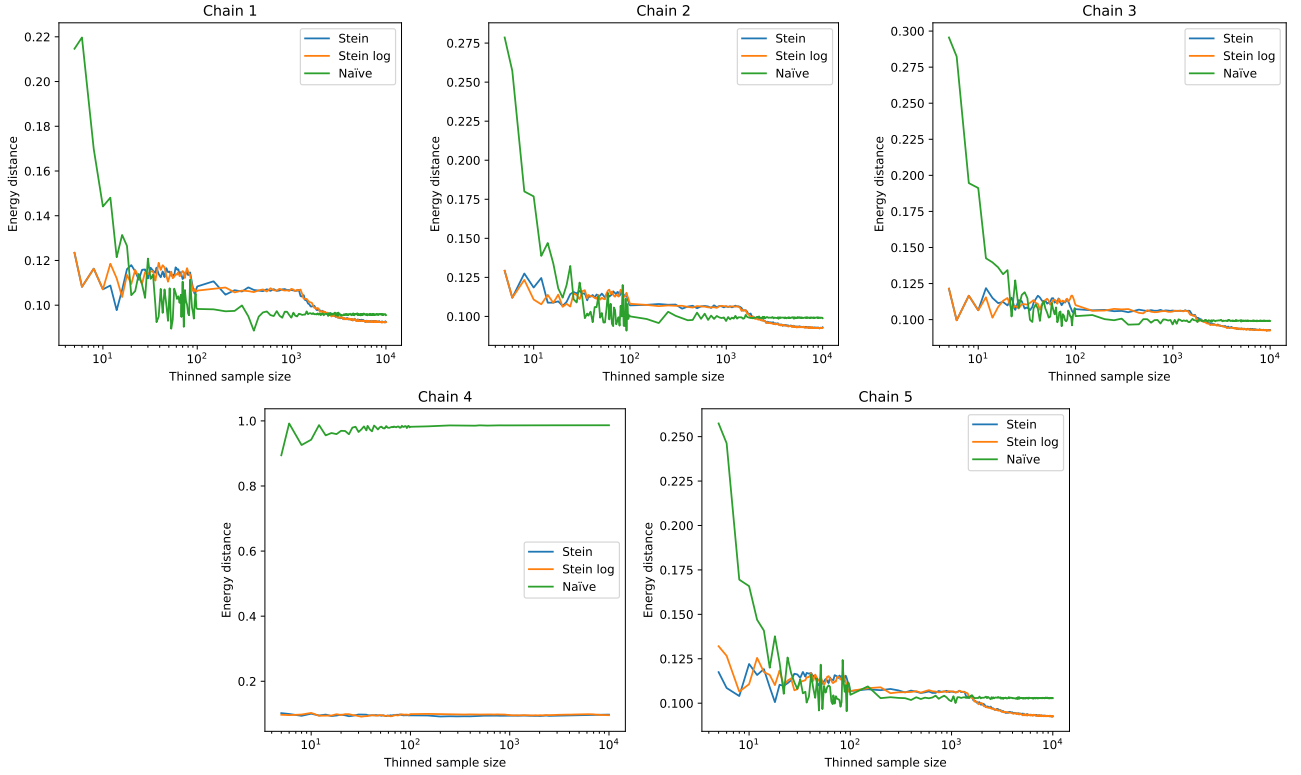 Chain 1
0.22
0.20
0.18
0.16
0.14
0.12
0.10
Energy distance
10¹
10²
10³
10⁴
Thinned sample size
Stein
Stein log
Naïve
Chain 2
0.275
0.250
0.225
0.200
0.175
0.150
0.125
0.100
Energy distance
10¹
10²
10³
10⁴
Thinned sample size
Stein
Stein log
Naïve
Chain 3
0.300
0.275
0.250
0.225
0.200
0.175
0.150
0.125
0.100
Energy distance
10¹
10²
10³
10⁴
Thinned sample size
Stein
Stein log
Naïve
Chain 4
1.0
0.8
0.6
0.4
0.2
Energy distance
10¹
10²
10³
10⁴
Thinned sample size
Stein
Stein log
Naïve
Chain 5
0.250
0.225
0.200
0.175
0.150
0.125
0.100
Energy distance
10¹
10²
10³
10⁴
Thinned sample size
Stein
Stein log
Naïve